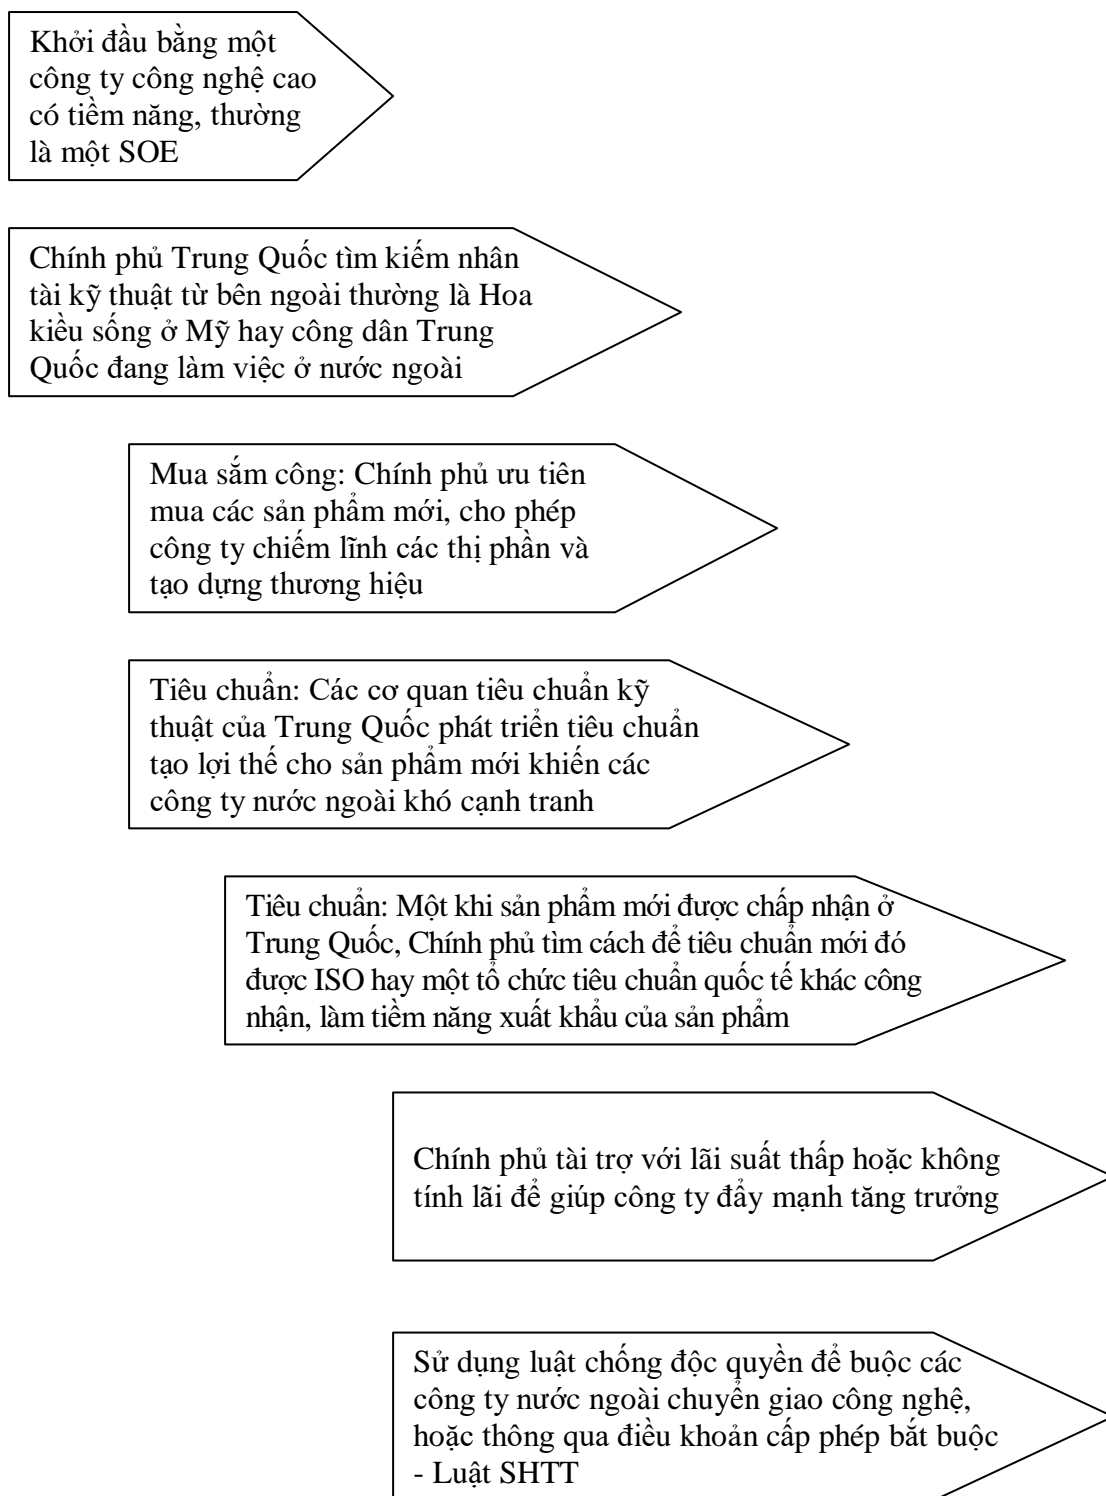 Khởi đầu bằng một
công ty công nghệ cao
có tiềm năng, thường
là một SOE
Chính phủ Trung Quốc tìm kiếm nhân
tài kỹ thuật từ bên ngoài thường là Hoa
kiều sống ở Mỹ hay công dân Trung
Quốc đang làm việc ở nước ngoài
Mua sắm công: Chính phủ ưu tiên
mua các sản phẩm mới, cho phép
công ty chiếm lĩnh các thị phần và
tạo dựng thương hiệu
Tiêu chuẩn: Các cơ quan tiêu chuẩn kỹ
thuật của Trung Quốc phát triển tiêu chuẩn
tạo lợi thế cho sản phẩm mới khiến các
công ty nước ngoài khó cạnh tranh
Tiêu chuẩn: Một khi sản phẩm mới được chấp nhận ở
Trung Quốc, Chính phủ tìm cách để tiêu chuẩn mới đó
được ISO hay một tổ chức tiêu chuẩn quốc tế khác công
nhận, làm tiềm năng xuất khẩu của sản phẩm
Chính phủ tài trợ với lãi suất thấp hoặc không
tính lãi để giúp công ty đẩy mạnh tăng trưởng
Sử dụng luật chống độc quyền để buộc các
công ty nước ngoài chuyển giao công nghệ,
hoặc thông qua điều khoản cấp phép bắt buộc
- Luật SHTT